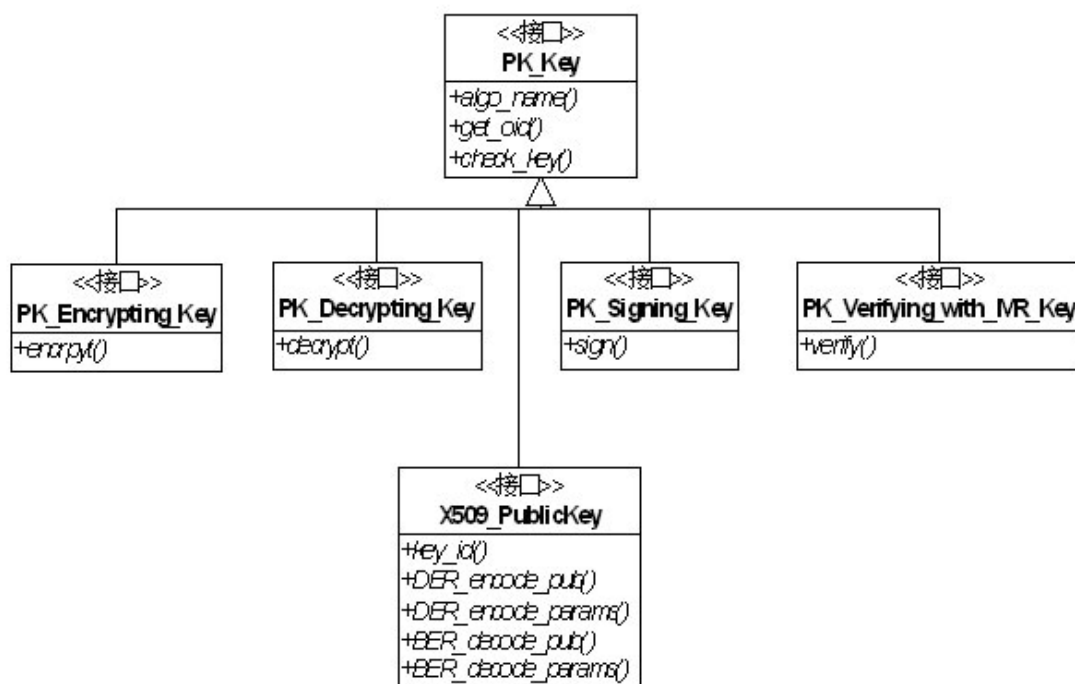 <<接口>>
PK_Key
+algo_name()
+get_oid()
+check_key()
<<接口>>
PK_Encrypting_Key
+encrpyt()
<<接口>>
PK_Decrypting_Key
+decrypt()
<<接口>>
PK_Signing_Key
+sign()
<<接口>>
PK_Verifying_with_MR_Key
+verify()
<<接口>>
X509_PublicKey
+key_id()
+DER_encode_pub()
+DER_encode_params()
+BER_decode_pub()
+BER_decode_params()